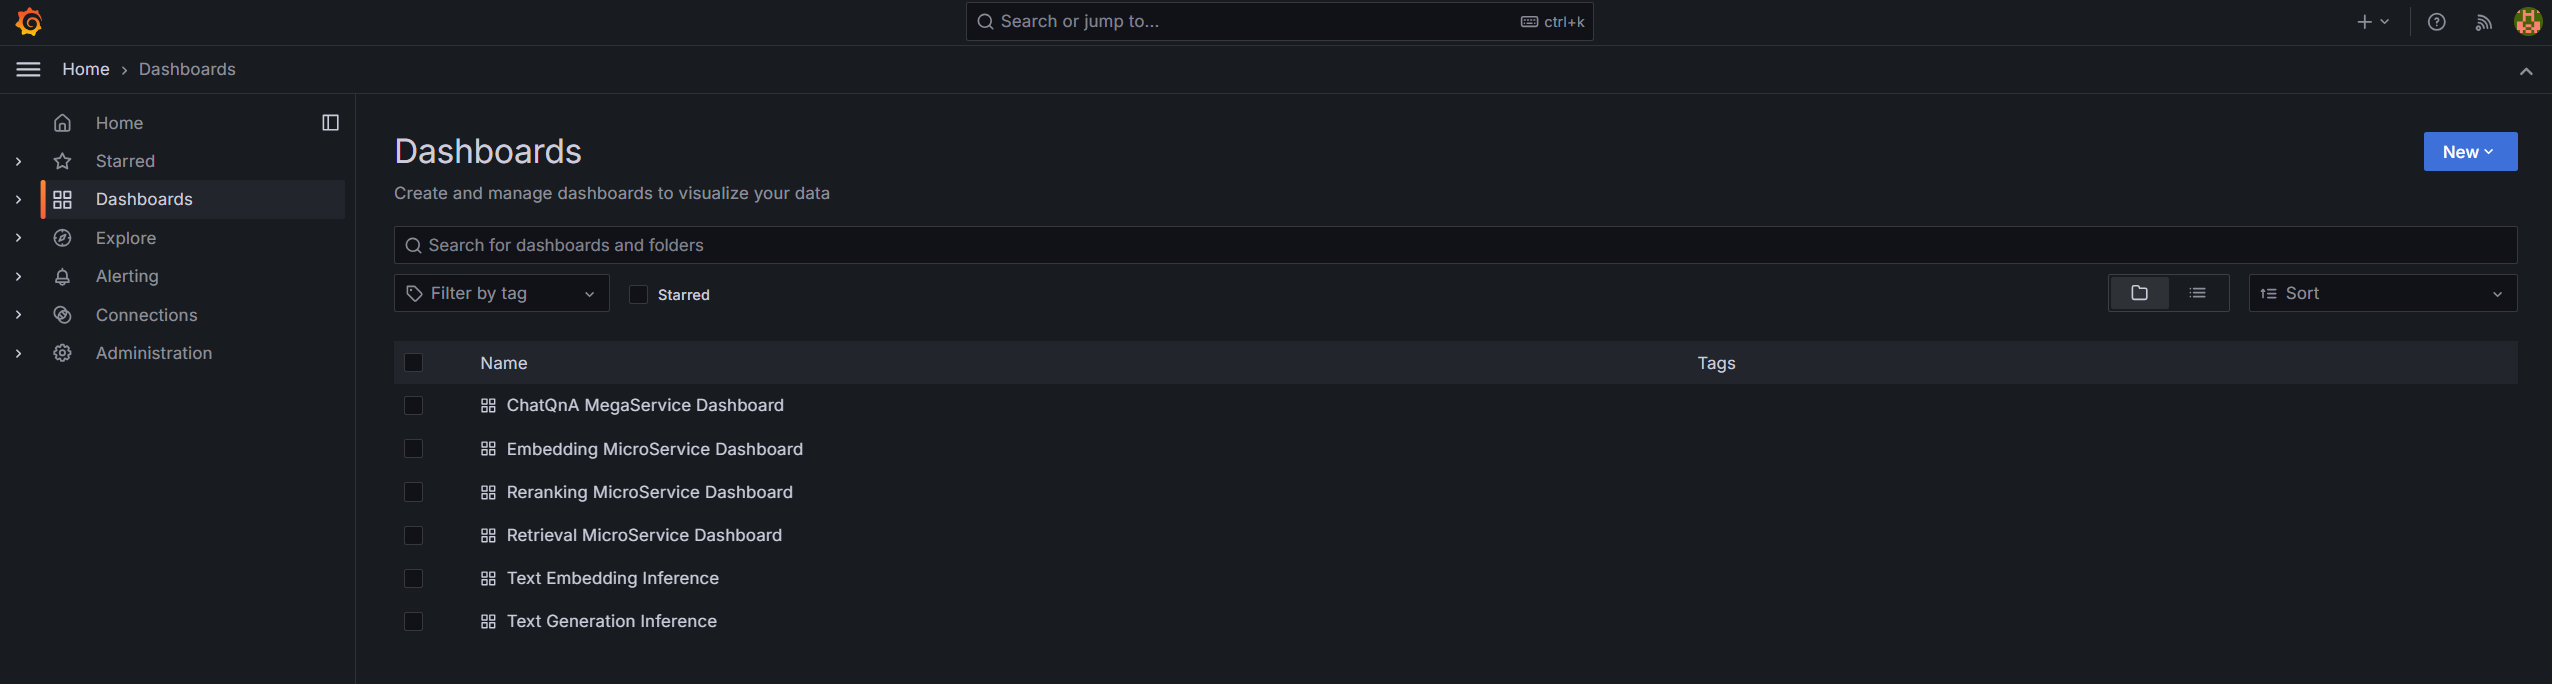 Search or jump to...
ctrl+k
Home
Dashboards
Home
Starred
Dashboards
Explore
Alerting
Connections
Administration
Dashboards
New
Create and manage dashboards to visualize your data
Search for dashboards and folders
Filter by tag
Starred
Sort
Name
Tags
ChatQnA MegaService Dashboard
Embedding MicroService Dashboard
Reranking MicroService Dashboard
Retrieval MicroService Dashboard
Text Embedding Inference
Text Generation Inference